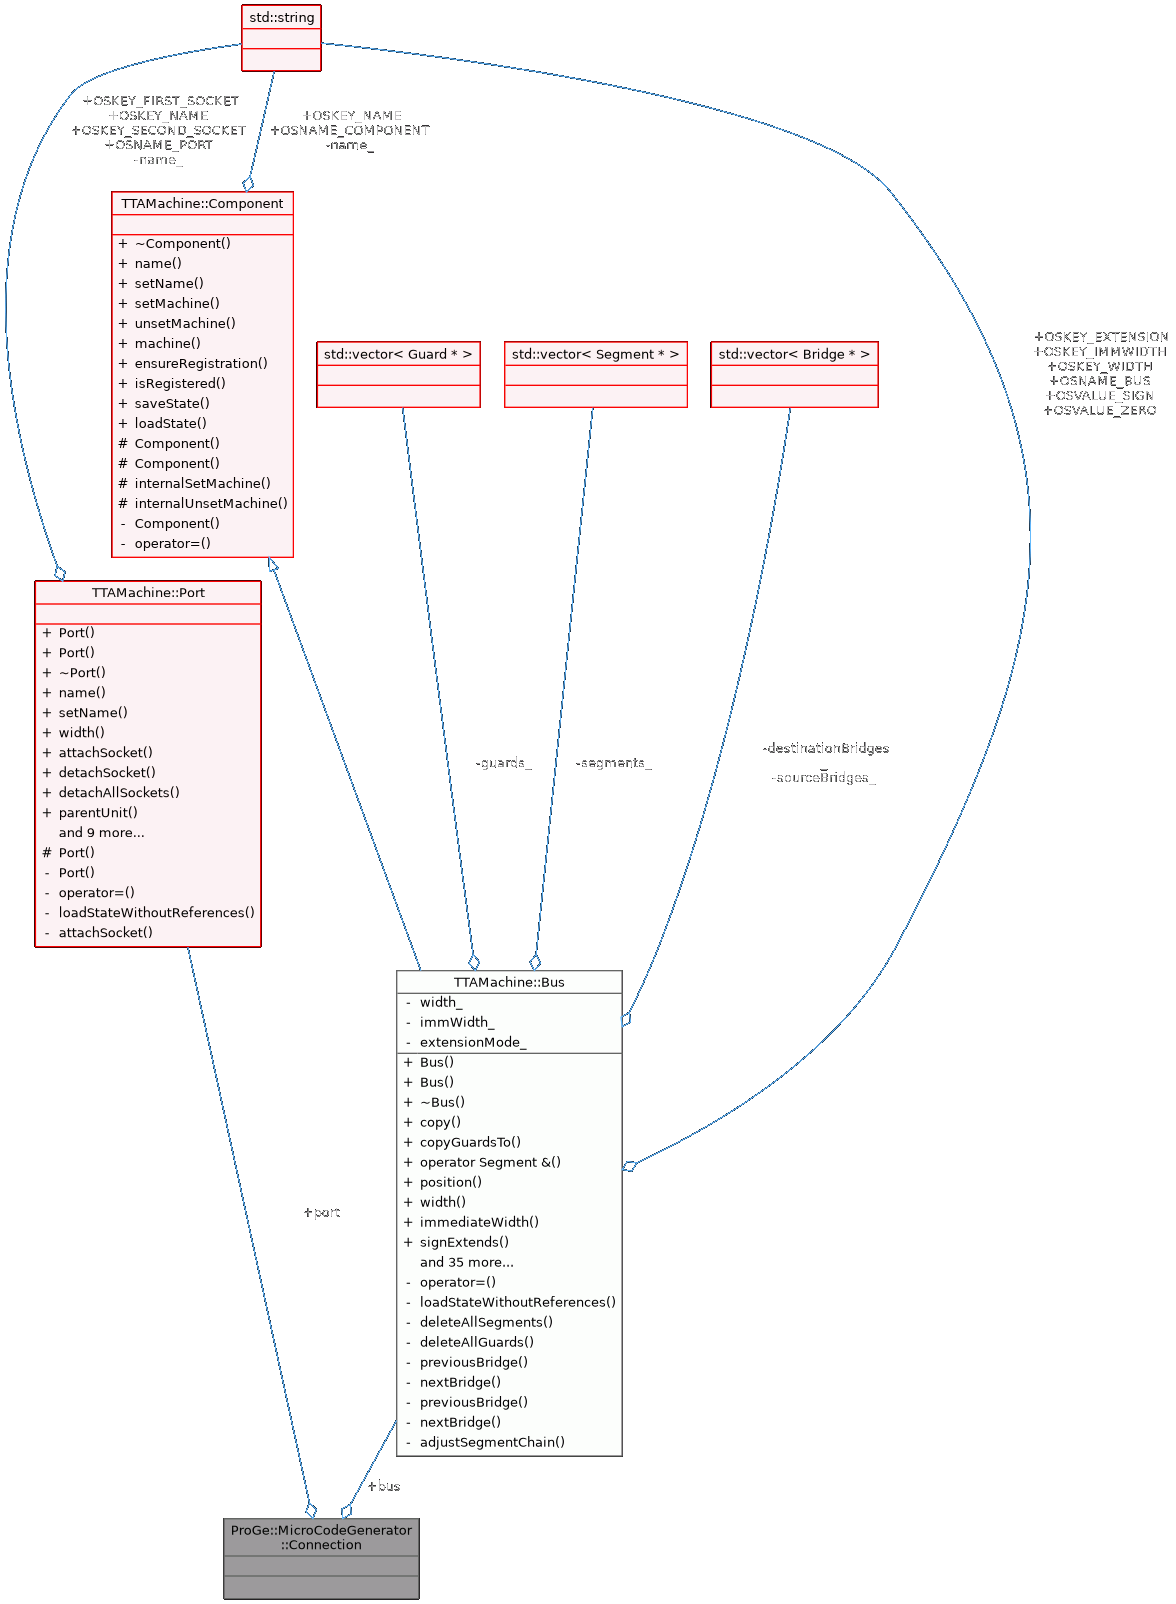 std::string
+OSKEY_FIRST_SOCKET
+OSKEY_NAME
+OSKEY_SECOND_SOCKET
+OSNAME_PORT
-name_
+OSKEY_NAME
+OSNAME_COMPONENT
-name_
TTAMachine::Component
+ ~Component()
+ name()
+ setName()
+ setMachine()
+ unsetMachine()
+ machine()
+ ensureRegistration()
+ isRegistered()
+ saveState()
+ loadState()
# Component()
# Component()
# internalSetMachine()
# internalUnsetMachine()
- Component()
- operator=()
std::vector< Guard * >
std::vector< Segment * >
std::vector< Bridge * >
+OSKEY_EXTENSION
+OSKEY_IMMWIDTH
+OSKEY_WIDTH
+OSNAME_BUS
+OSVALUE_SIGN
+OSVALUE_ZERO
TTAMachine::Port
+ Port()
+ Port()
+ ~Port()
+ name()
+ setName()
+ width()
+ attachSocket()
+ detachSocket()
+ detachAllSockets()
+ parentUnit()
and 9 more...
# Port()
- Port()
- operator=()
- loadStateWithoutReferences()
- attachSocket()
-guards_
-segments_
-destinationBridges
_
-sourceBridges_
TTAMachine::Bus
- width_
- immWidth_
- extensionMode_
+ Bus()
+ Bus()
+ ~Bus()
+ copy()
+ copyGuardsTo()
+ operator Segment &()
+ position()
+ width()
+ immediateWidth()
+ signExtends()
and 35 more...
- operator=()
- loadStateWithoutReferences()
- deleteAllSegments()
- deleteAllGuards()
- previousBridge()
- nextBridge()
- previousBridge()
- nextBridge()
- adjustSegmentChain()
+port
+bus
ProGe::MicroCodeGenerator
::Connection